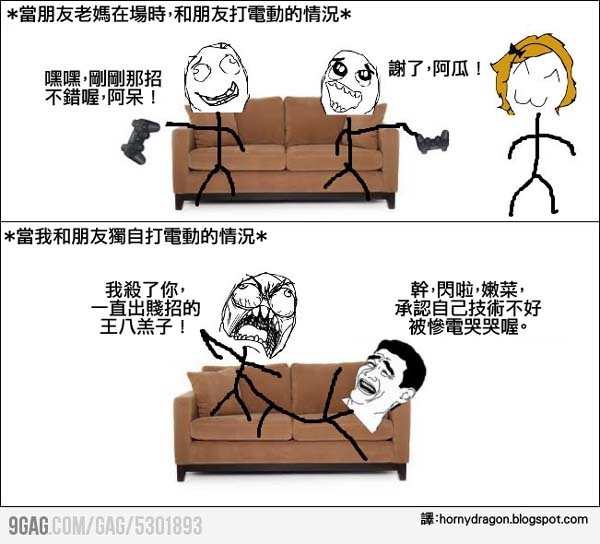 *當朋友老媽在場時,和朋友打電動的情況*
嘿嘿,剛剛那招
不錯喔,阿呆！
謝了,阿瓜！
*當我和朋友獨自打電動的情況*
我殺了你,
一直出賤招的
王八羔子！
幹,閃啦,嫩菜,
承認自己技術不好
被慘電哭哭喔。
9GAG.COM/GAG/5301893
譯:hornydragon.blogspot.com